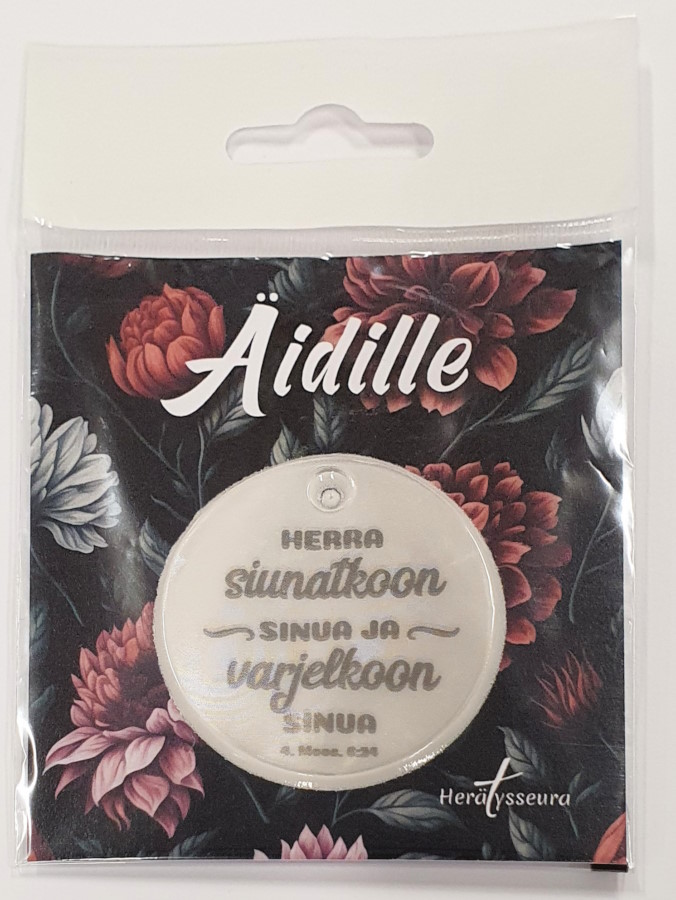 Äidille
HERRA
siunatkoon
SINUA JA
varjelkoon
SINUA
4. Moos. 6:24
Herätysseura